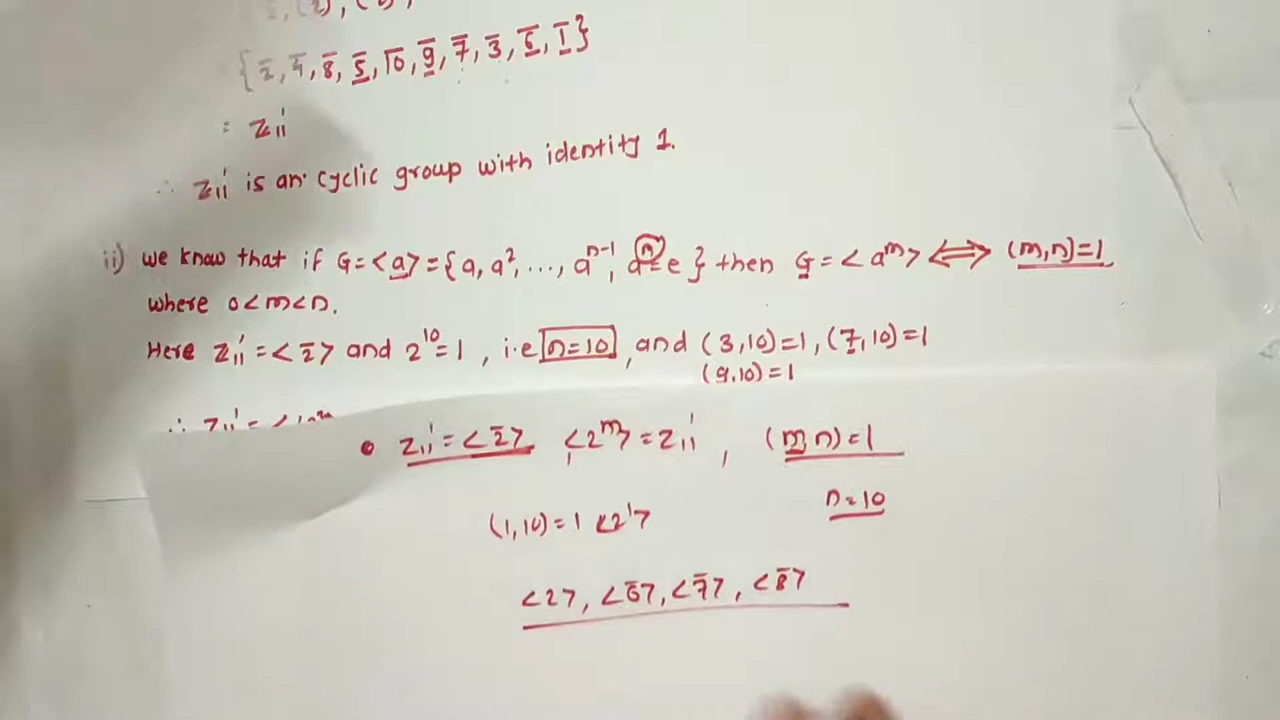 {2̄, 4̄, 8̄, 5̄, 1̄0̄, 9̄, 7̄, 3̄, 6̄, 1̄}
= Z₁₁'
∴ Z₁₁' is an cyclic group with identity 1.
ii) we know that if G=<a>={a, a², ..., aⁿ⁻¹, aⁿ=e} then G=<aᵐ> ⟺ (m,n)=1
where 0<m<n.
Here Z₁₁'=<2̄> and 2¹⁰=1, i.e n=10, and (3,10)=1, (7,10)=1
(9,10)=1
∴ Z₁₁' = <
• Z₁₁'=<2̄> <2ᵐ>=Z₁₁', (m,n)=1
n=10
(1,10)=1 <2¹>
<2>, <6̄>, <7̄>, <8̄>